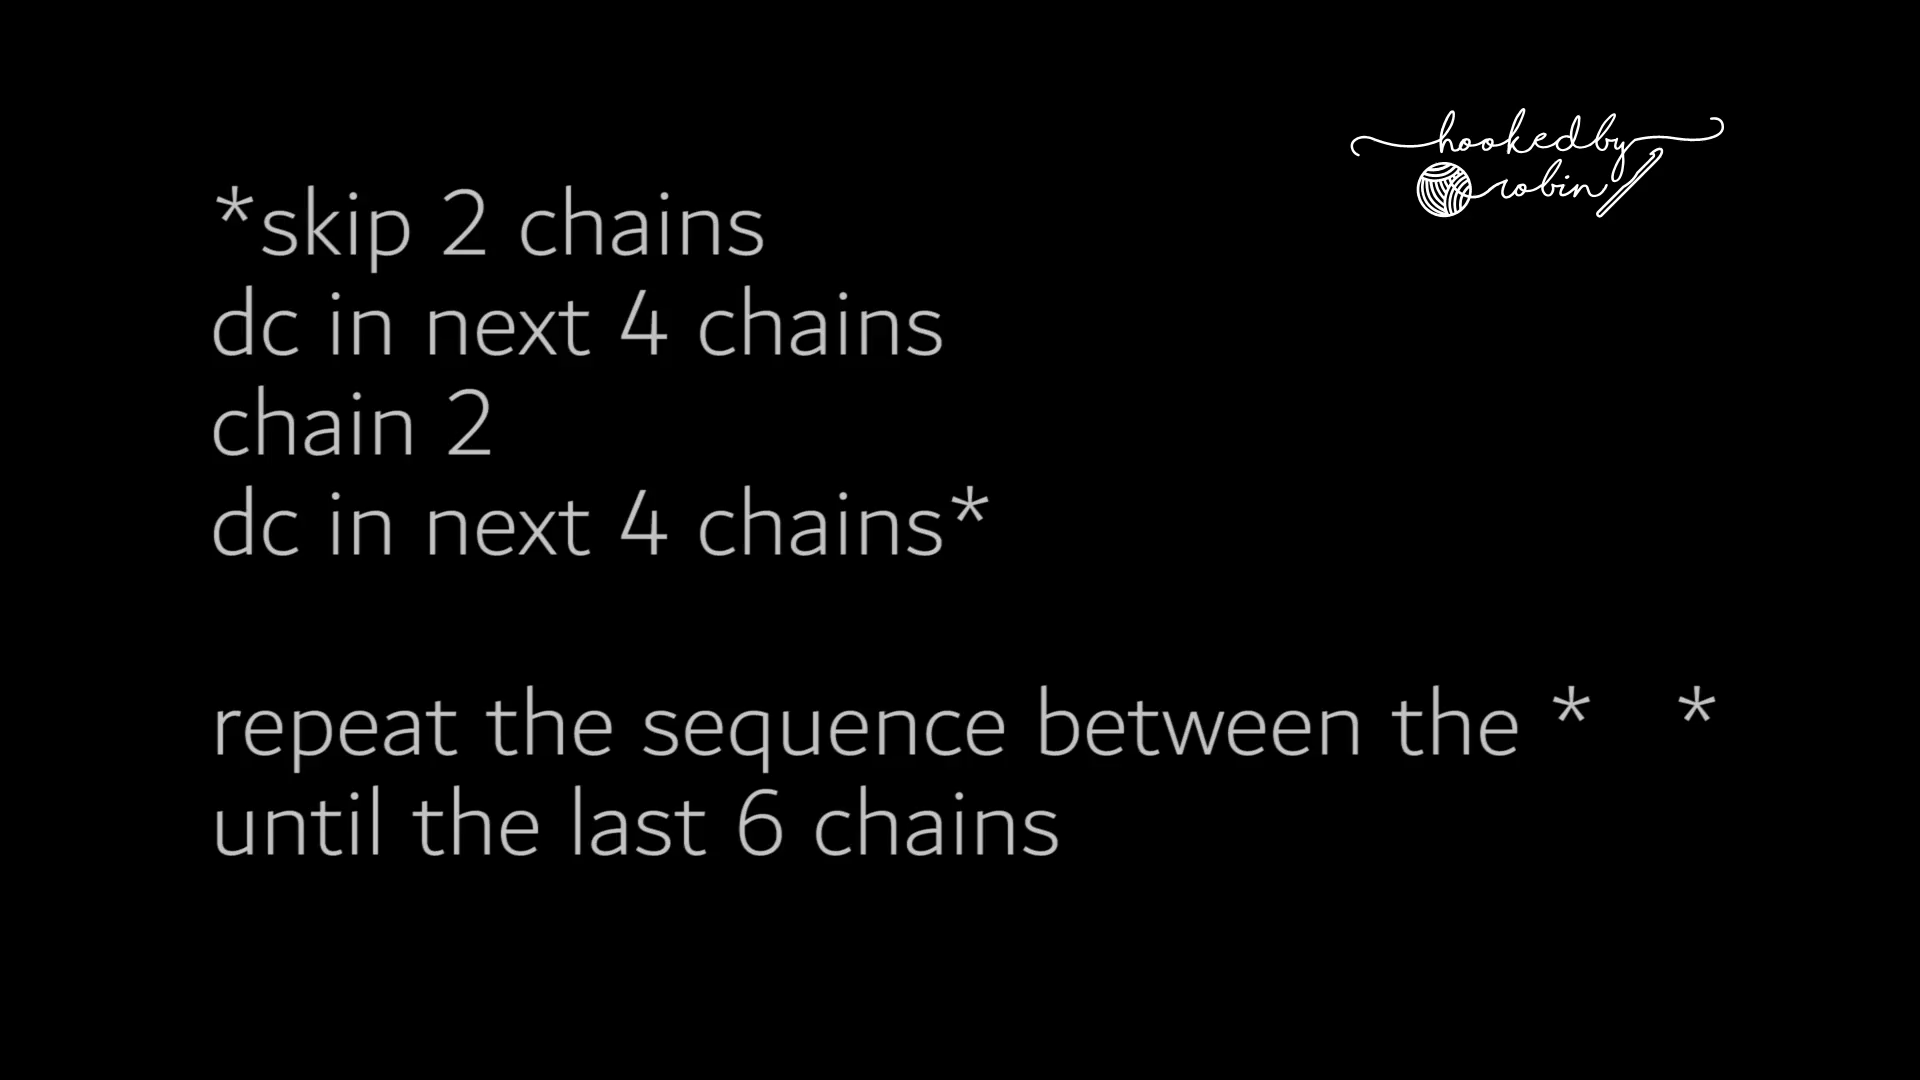 hookedby
robin
*skip 2 chains
dc in next 4 chains
chain 2
dc in next 4 chains*
repeat the sequence between the * *
until the last 6 chains